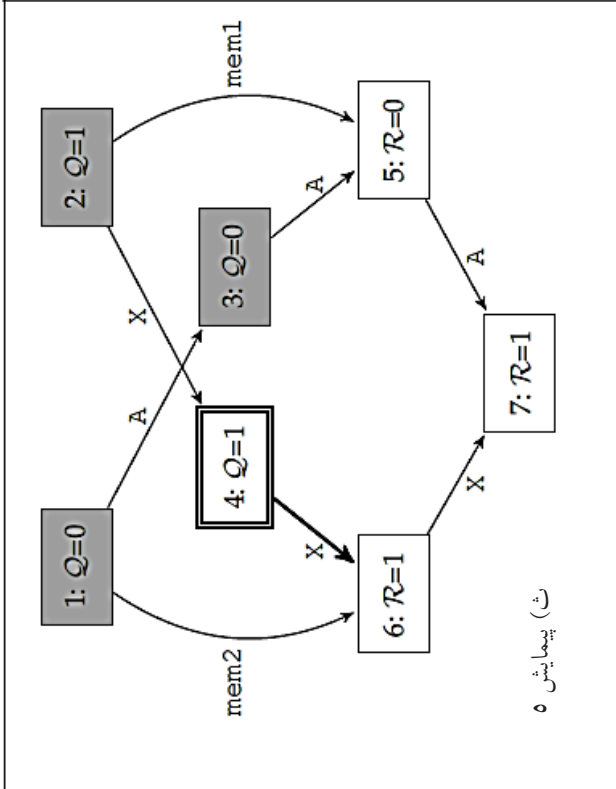 1: Q=0
2: Q=1
A
X
mem2
mem1
4: Q=1
3: Q=0
X
A
6: R=1
5: R=0
X
A
7: R=1
ث) پیمایش ۵